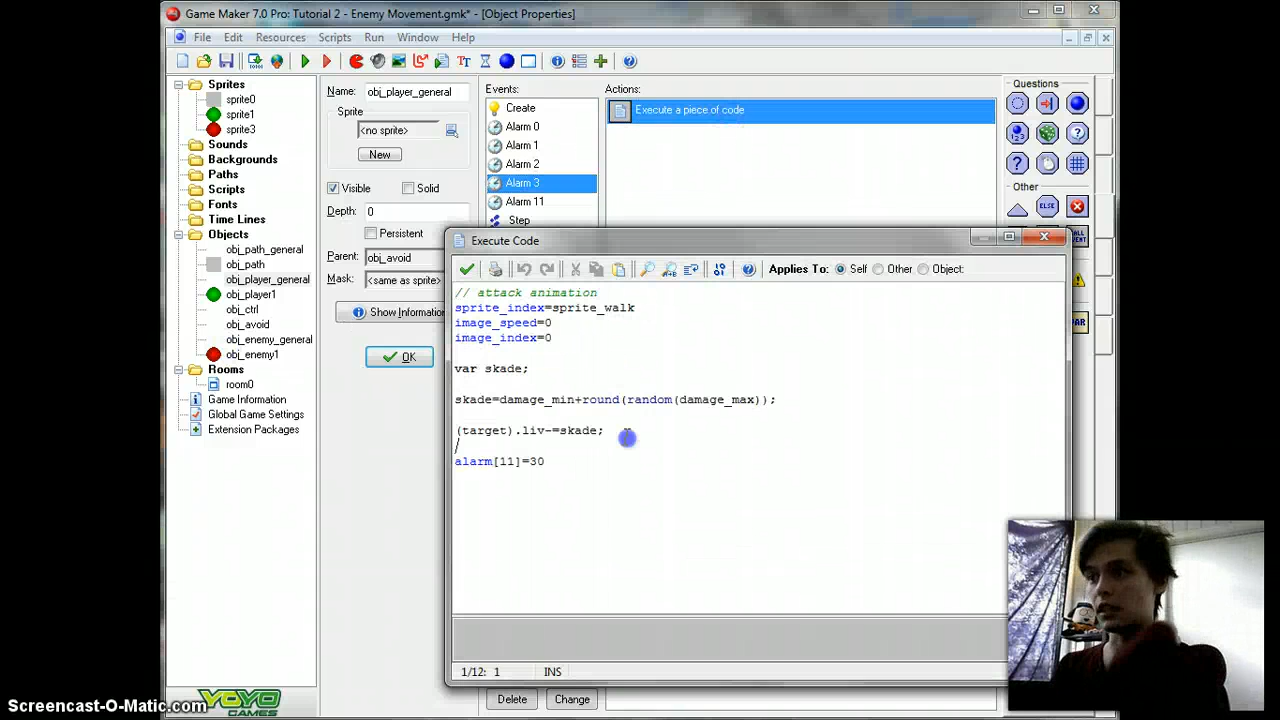 Game Maker 7.0 Pro: Tutorial 2 - Enemy Movement.gmk* - [Object Properties]
File Edit Resources Scripts Run Window Help
Sprites
sprite0
sprite1
sprite3
Sounds
Backgrounds
Paths
Scripts
Fonts
Time Lines
Objects
obj_path_general
obj_path
obj_player_general
obj_player1
obj_ctrl
obj_avoid
obj_enemy_general
obj_enemy1
Rooms
room0
Game Information
Global Game Settings
Extension Packages
Name: obj_player_general
Sprite
<no sprite>
New
Visible Solid
Depth: 0
Persistent
Parent: obj_avoid
Mask: <same as sprite>
Show Information
OK
Events:
Create
Alarm 0
Alarm 1
Alarm 2
Alarm 3
Alarm 11
Step
Delete Change
Actions:
Execute a piece of code
Questions
Other
ELSE
VAR
Execute Code
Applies To: Self Other Object:
// attack animation
sprite_index=sprite_walk
image_speed=0
image_index=0
var skade;
skade=damage_min+round(random(damage_max));
(target).liv-=skade;
/
alarm[11]=30
1/12: 1 INS
YOYO
GAMES
Screencast-O-Matic.com